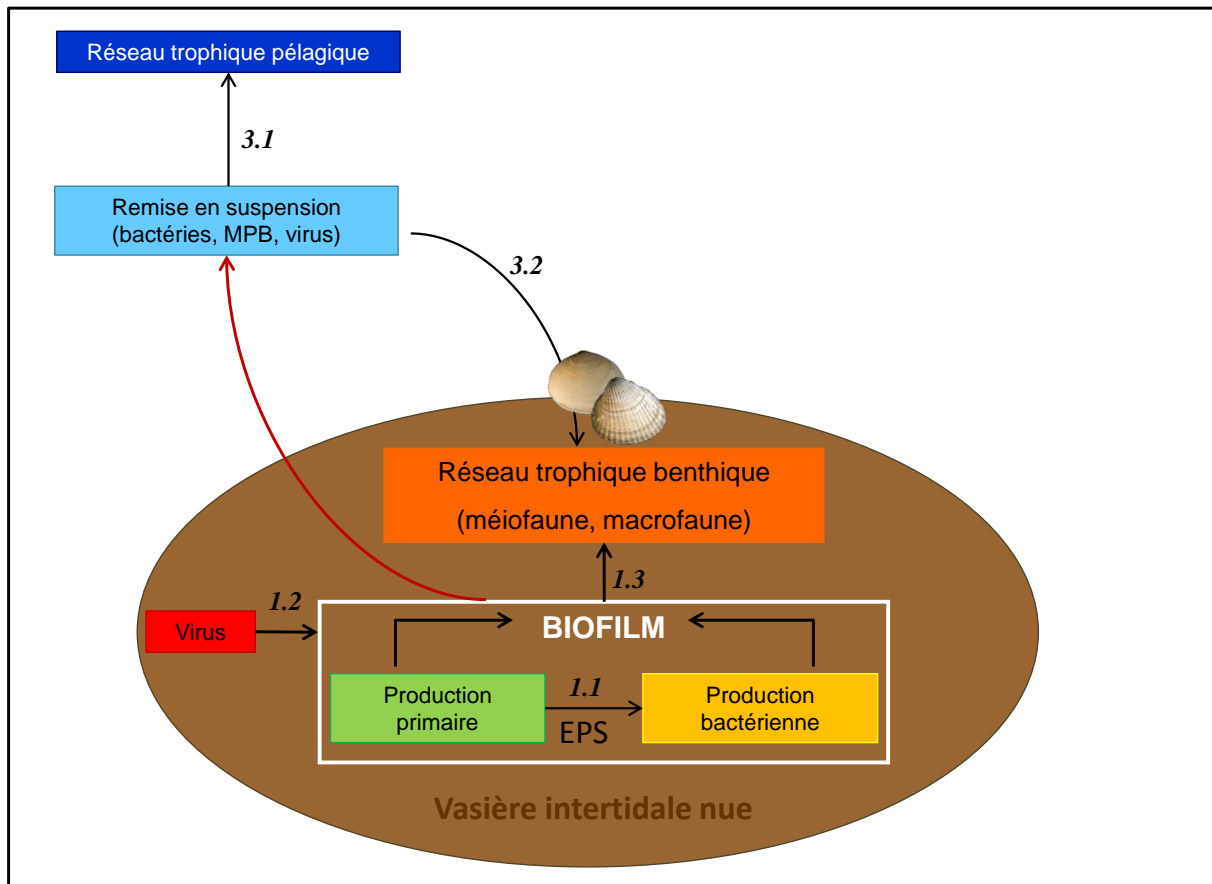 Réseau trophique pélagique
3.1
Remise en suspension
(bactéries, MPB, virus)
3.2
Réseau trophique benthique
(méiofaune, macrofaune)
1.3
1.2
Virus
BIOFILM
Production
primaire
1.1
EPS
Production
bactérienne
Vasière intertidale nue